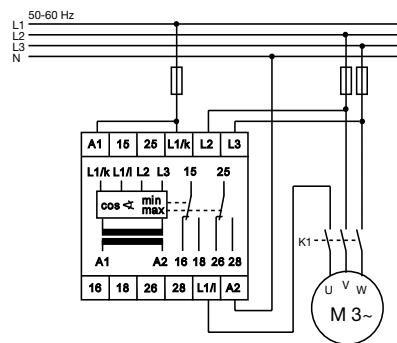 50-60 Hz
L1
L2
L3
N
A1 15 25 L1/k L2 L3
L1/k L1/l L2 L3 15 25
cos ∢ min
max
A1 A2 16 18 26 28
16 18 26 28 L1/l A2
K1
U V W
M 3~